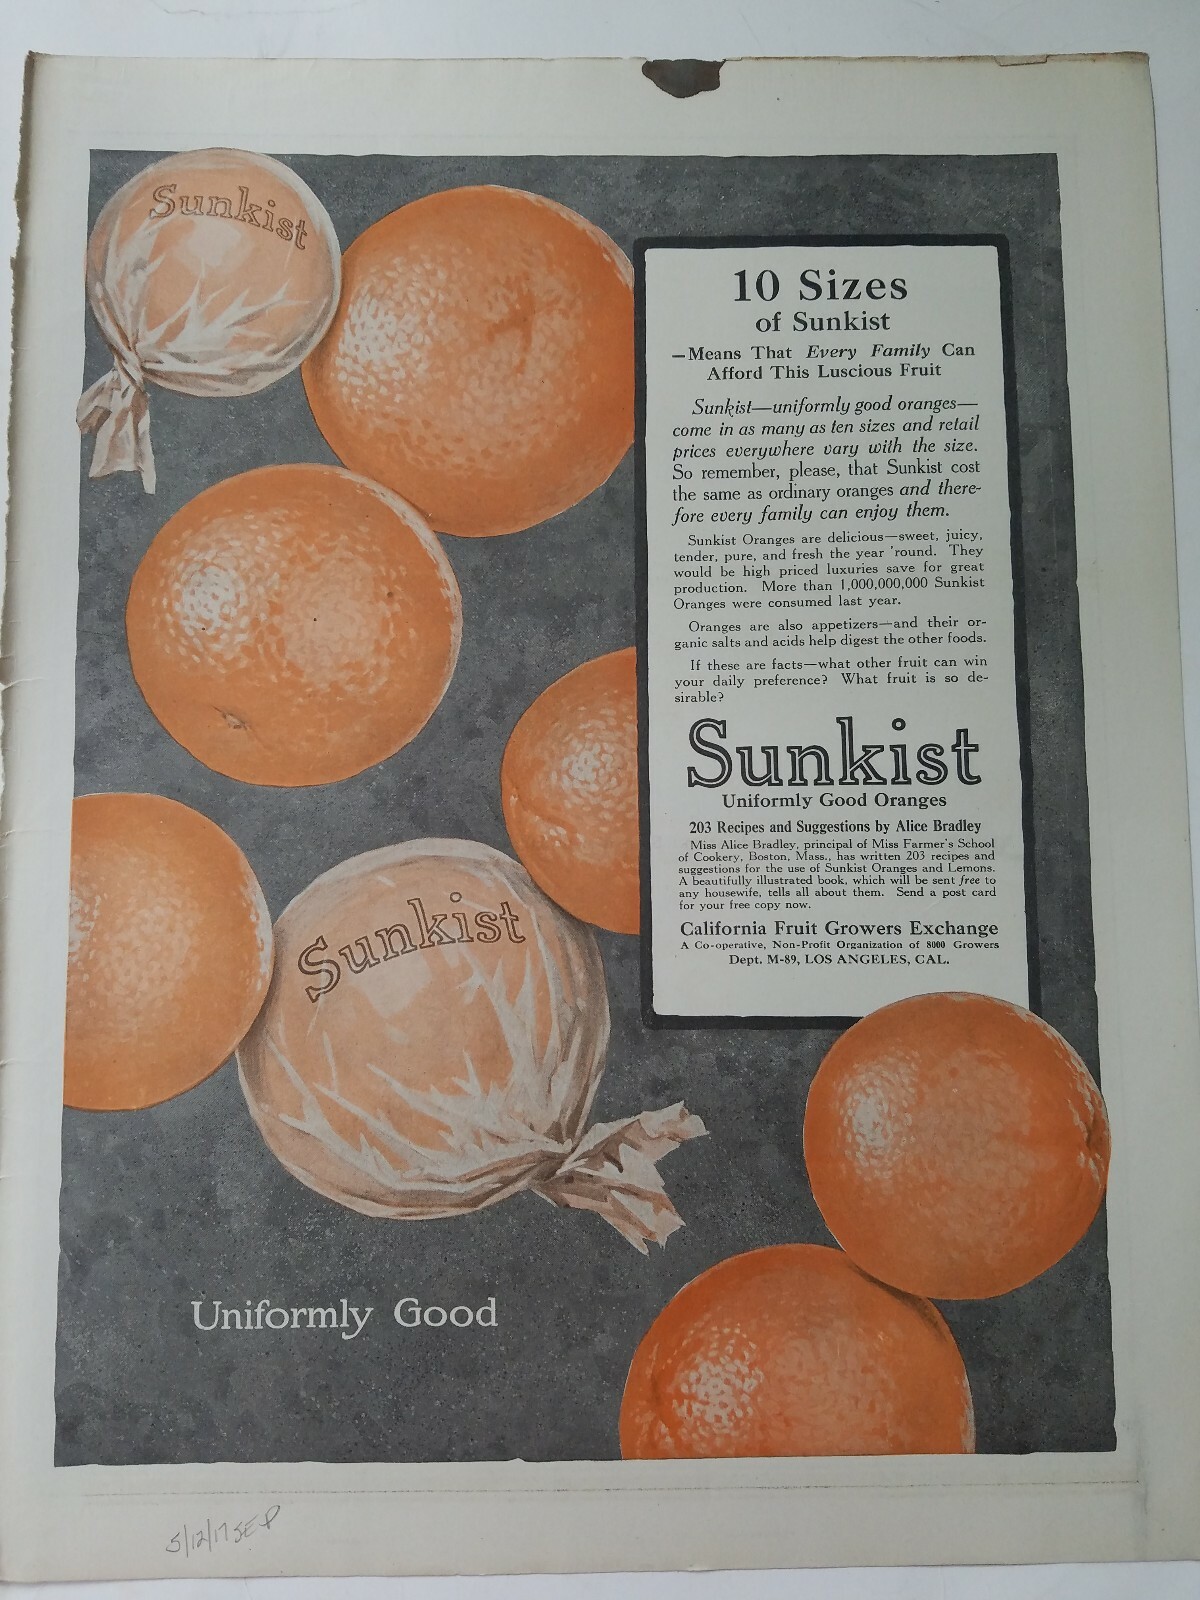 Sunkist
10 Sizes
of Sunkist
—Means That Every Family Can
Afford This Luscious Fruit
Sunkist—uniformly good oranges—
come in as many as ten sizes and retail
prices everywhere vary with the size.
So remember, please, that Sunkist cost
the same as ordinary oranges and there-
fore every family can enjoy them.
Sunkist Oranges are delicious—sweet, juicy,
tender, pure, and fresh the year 'round. They
would be high priced luxuries save for great
production. More than 1,000,000,000 Sunkist
Oranges were consumed last year.
Oranges are also appetizers—and their or-
ganic salts and acids help digest the other foods.
If these are facts—what other fruit can win
your daily preference? What fruit is so de-
sirable?
Sunkist
Uniformly Good Oranges
203 Recipes and Suggestions by Alice Bradley
Miss Alice Bradley, principal of Miss Farmer's School
of Cookery, Boston, Mass., has written 203 recipes and
suggestions for the use of Sunkist Oranges and Lemons.
A beautifully illustrated book, which will be sent free to
any housewife, tells all about them. Send a post card
for your free copy now.
California Fruit Growers Exchange
A Co-operative, Non-Profit Organization of 8000 Growers
Dept. M-89, LOS ANGELES, CAL.
Sunkist
Uniformly Good
5/12/17 SEP